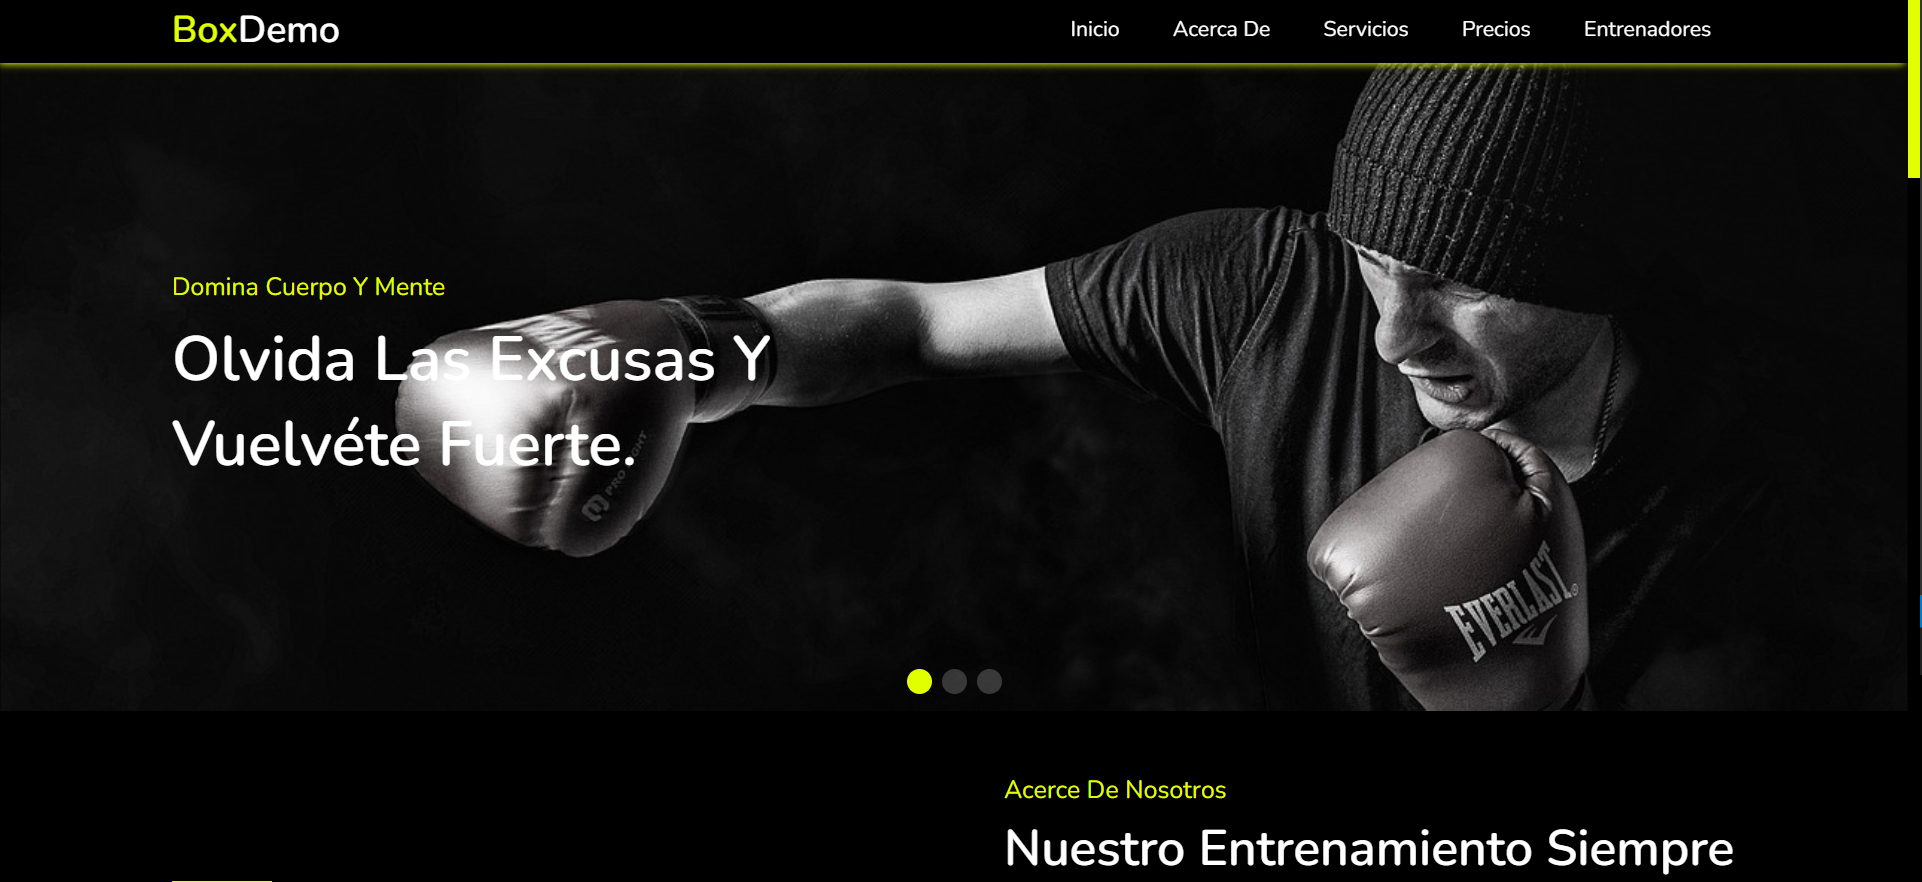 BoxDemo
Inicio Acerca De Servicios Precios Entrenadores
Domina Cuerpo Y Mente
Olvida Las Excusas Y
Vuelvéte Fuerte.
EVERLAST
Acerce De Nosotros
Nuestro Entrenamiento Siempre